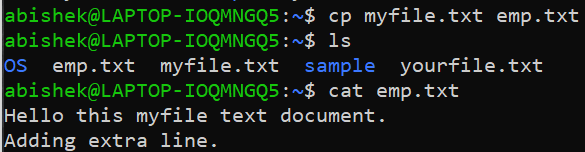 abishek@LAPTOP-IOQMNGQ5:~$ cp myfile.txt emp.txt
abishek@LAPTOP-IOQMNGQ5:~$ ls
OS  emp.txt  myfile.txt  sample  yourfile.txt
abishek@LAPTOP-IOQMNGQ5:~$ cat emp.txt
Hello this myfile text document.
Adding extra line.